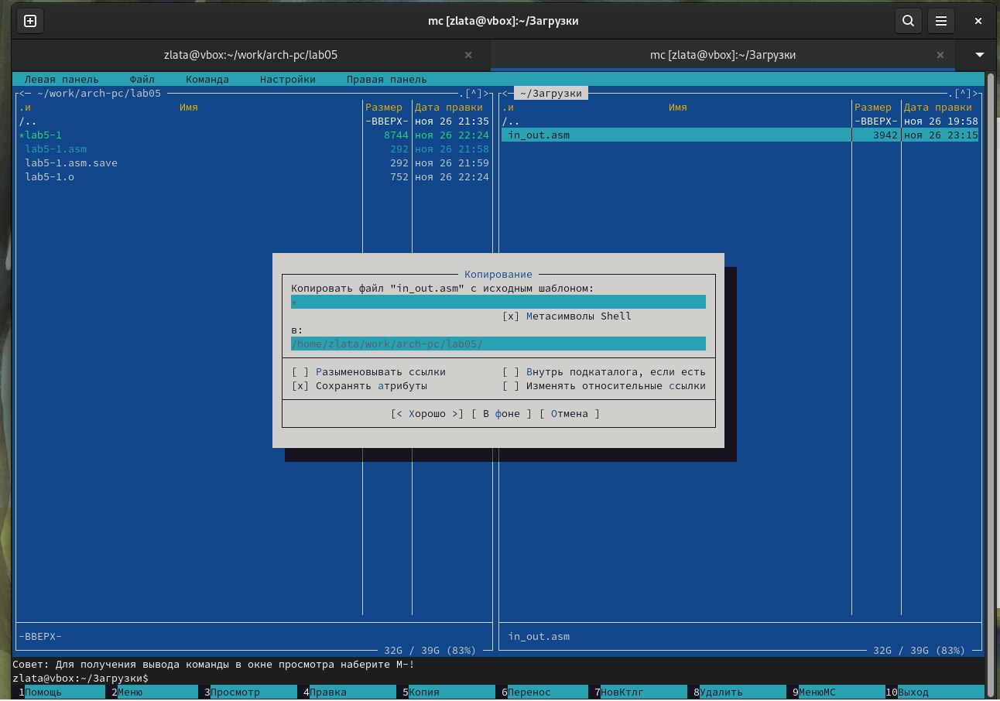 mc [zlata@vbox]:~/Загрузки
zlata@vbox:~/work/arch-pc/lab05
mc [zlata@vbox]:~/Загрузки
Левая панель Файл Команда Настройки Правая панель
<─ ~/work/arch-pc/lab05 .[^]>
.и Имя Размер Дата правки
/.. -ВВЕРХ- ноя 26 21:35
*lab5-1 8744 ноя 26 22:24
lab5-1.asm 292 ноя 26 21:58
lab5-1.asm.save 292 ноя 26 21:59
lab5-1.o 752 ноя 26 22:24
-ВВЕРХ-
32G / 39G (83%)
<─ ~/Загрузки .[^]>
.и Имя Размер Дата правки
/.. -ВВЕРХ- ноя 26 19:58
in_out.asm 3942 ноя 26 23:15
in_out.asm
32G / 39G (83%)
Копирование
Копировать файл "in_out.asm" с исходным шаблоном:
*
[x] Метасимволы Shell
в:
/home/zlata/work/arch-pc/lab05/
[ ] Разыменовывать ссылки [ ] Внутрь подкаталога, если есть
[x] Сохранять атрибуты [ ] Изменять относительные ссылки
[< Хорошо >] [ В фоне ] [ Отмена ]
Совет: Для получения вывода команды в окне просмотра наберите M-!
zlata@vbox:~/Загрузки$
1Помощь 2Меню 3Просмотр 4Правка 5Копия 6Перенос 7НовКтлг 8Удалить 9МенюМС 10Выход